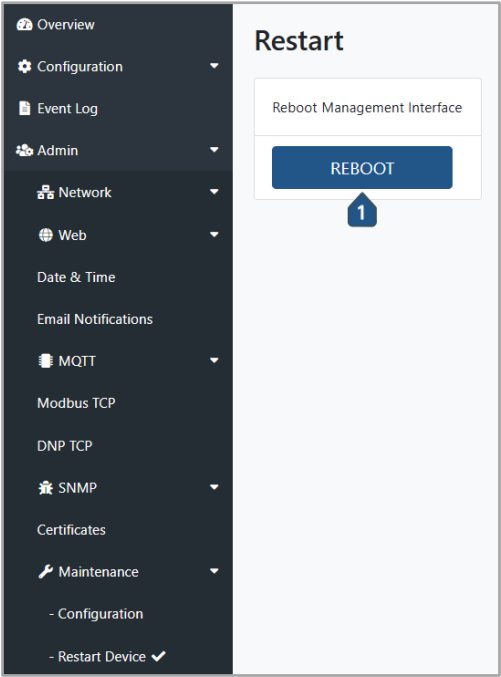 Overview
Configuration
Event Log
Admin
Network
Web
Date & Time
Email Notifications
MQTT
Modbus TCP
DNP TCP
SNMP
Certificates
Maintenance
- Configuration
- Restart Device
Restart
Reboot Management Interface
REBOOT
1